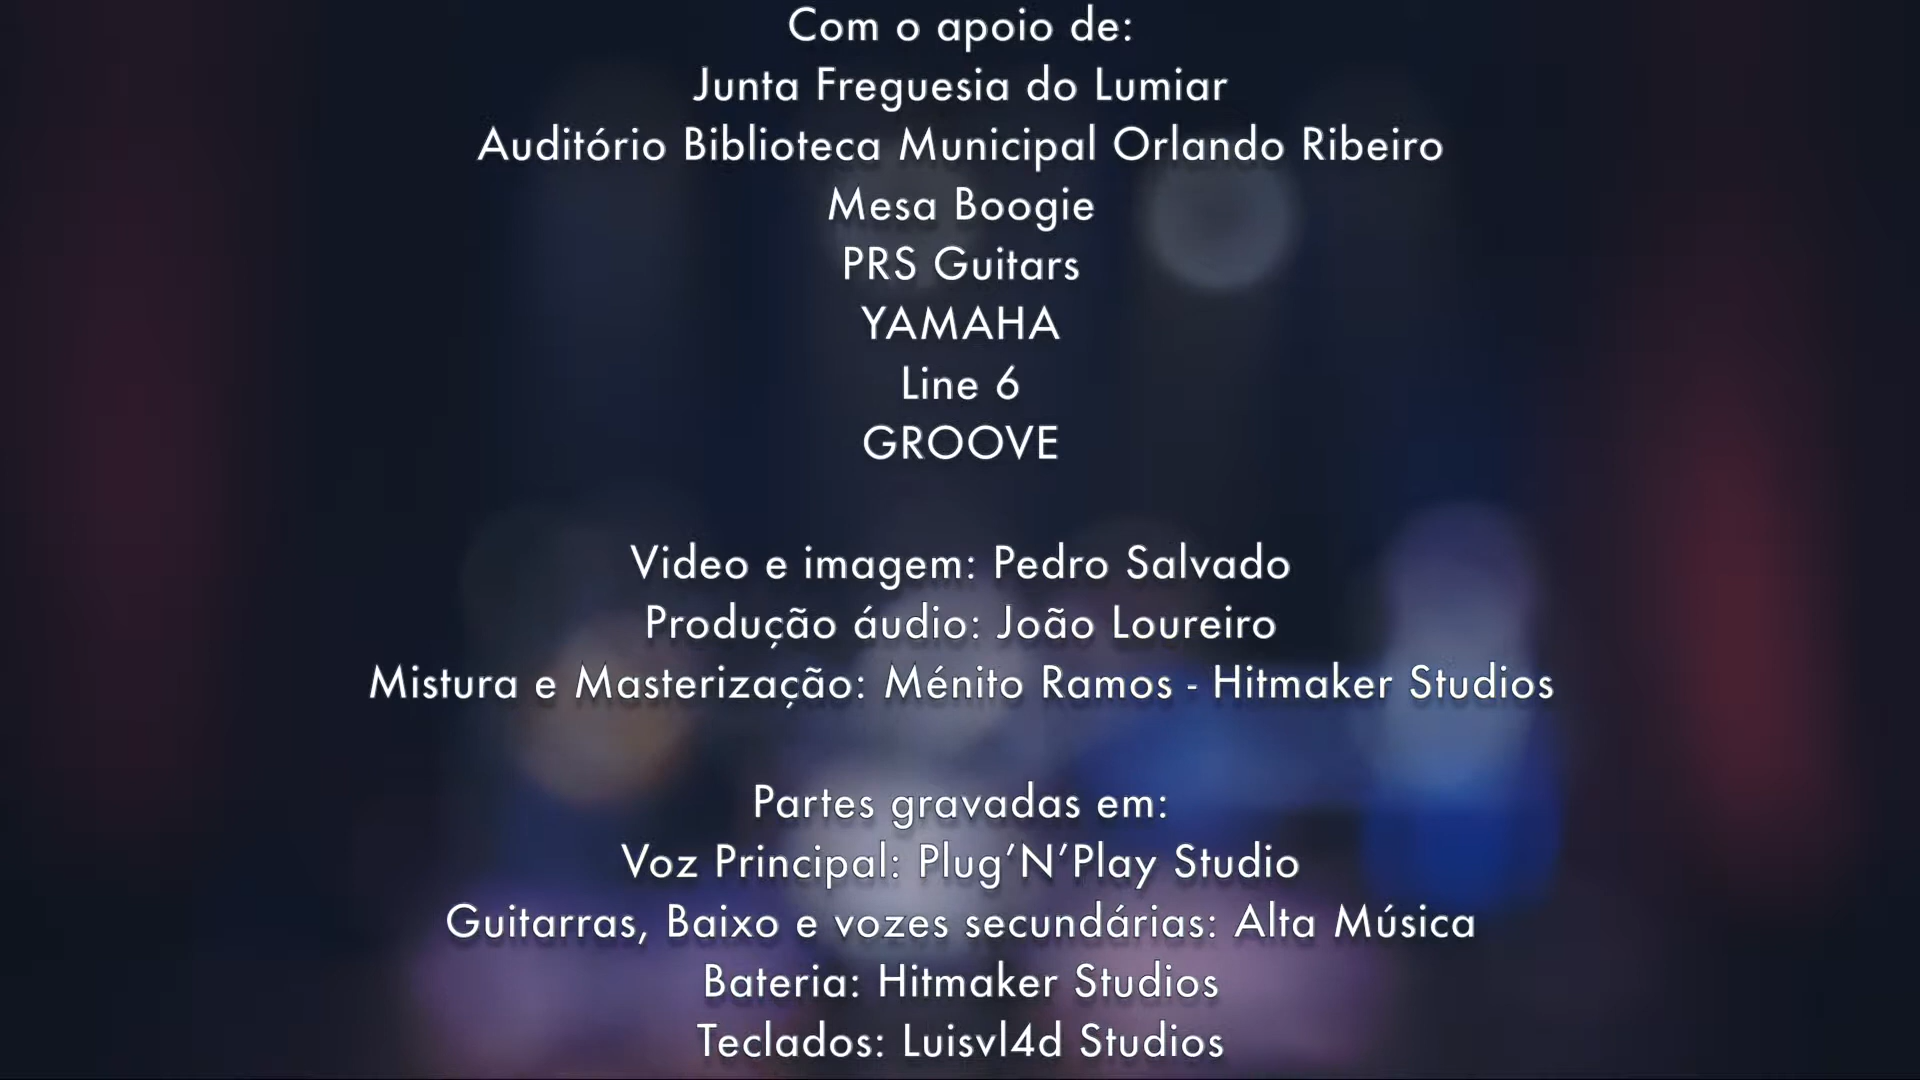 Com o apoio de:
Junta Freguesia do Lumiar
Auditório Biblioteca Municipal Orlando Ribeiro
Mesa Boogie
PRS Guitars
YAMAHA
Line 6
GROOVE
Video e imagem: Pedro Salvado
Produção áudio: João Loureiro
Mistura e Masterização: Ménito Ramos - Hitmaker Studios
Partes gravadas em:
Voz Principal: Plug’N’Play Studio
Guitarras, Baixo e vozes secundárias: Alta Música
Bateria: Hitmaker Studios
Teclados: Luisvl4d Studios